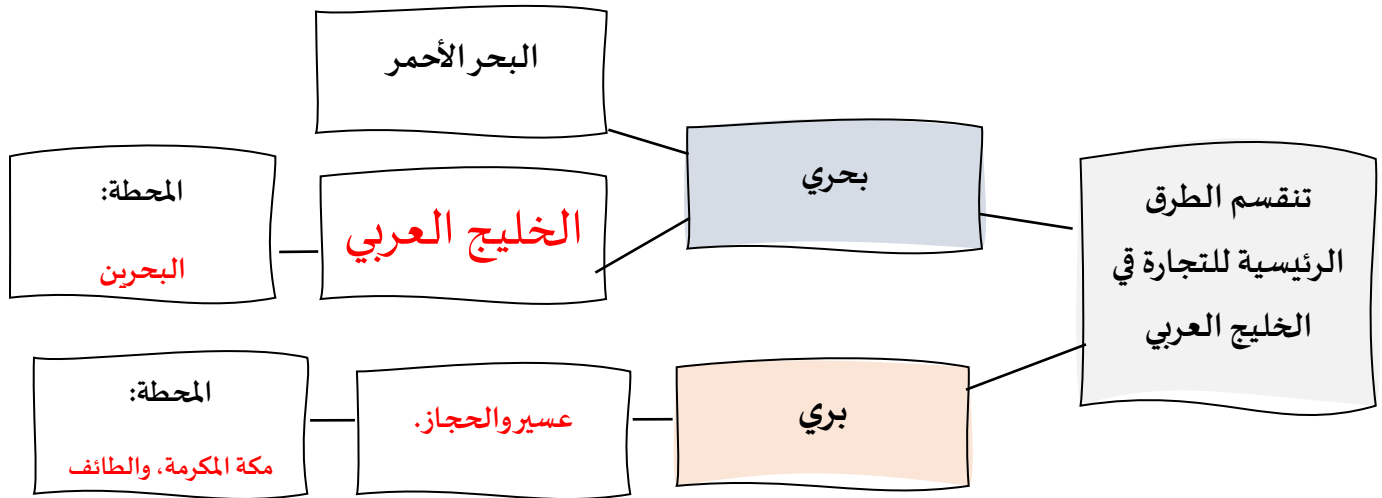 تنقسم الطرق
الرئيسية للتجارة في
الخليج العربي
بحري
البحر الأحمر
الخليج العربي
المحطة:
البحرين
بري
عسير والحجاز.
المحطة:
مكة المكرمة، والطائف